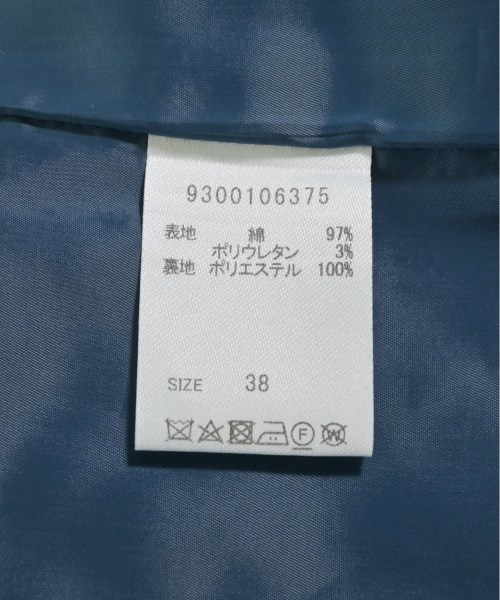 9300106375
表地 綿 97%
ポリウレタン 3%
裏地 ポリエステル 100%
SIZE 38
F W